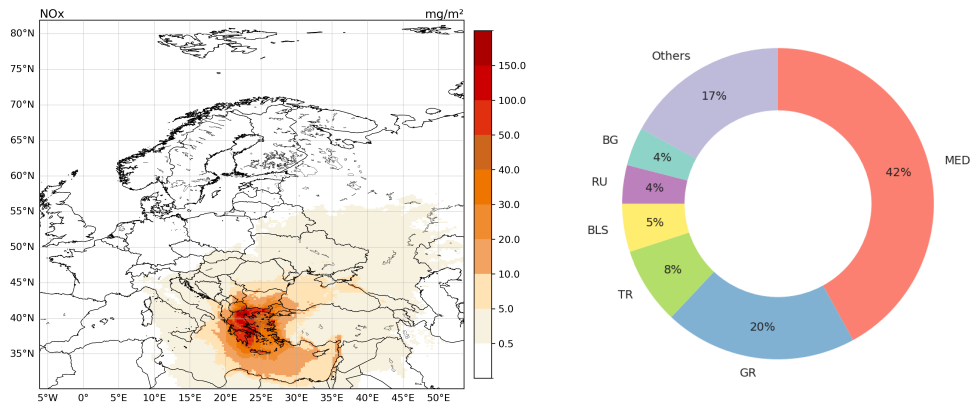 NOx mg/m²
80°N
75°N
70°N
65°N
60°N
55°N
50°N
45°N
40°N
35°N
5°W 0° 5°E 10°E 15°E 20°E 25°E 30°E 35°E 40°E 45°E 50°E
150.0
100.0
50.0
40.0
30.0
20.0
10.0
5.0
0.5
Others
17%
BG
4%
RU
4%
BLS
5%
TR
8%
GR
20%
MED
42%